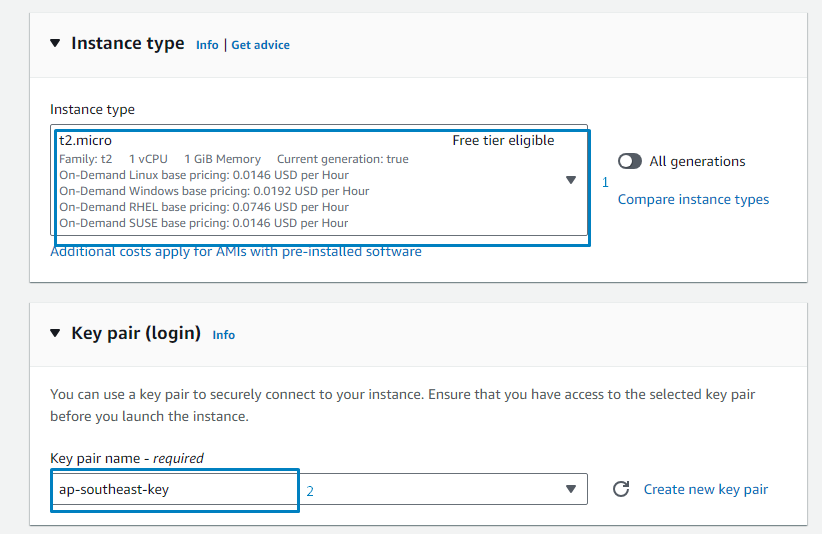 Instance type Info | Get advice
Instance type
t2.micro Free tier eligible
Family: t2 1 vCPU 1 GiB Memory Current generation: true
On-Demand Linux base pricing: 0.0146 USD per Hour
On-Demand Windows base pricing: 0.0192 USD per Hour
On-Demand RHEL base pricing: 0.0746 USD per Hour
On-Demand SUSE base pricing: 0.0146 USD per Hour
All generations
1
Compare instance types
Additional costs apply for AMIs with pre-installed software
Key pair (login) Info
You can use a key pair to securely connect to your instance. Ensure that you have access to the selected key pair
before you launch the instance.
Key pair name - required
ap-southeast-key 2
Create new key pair